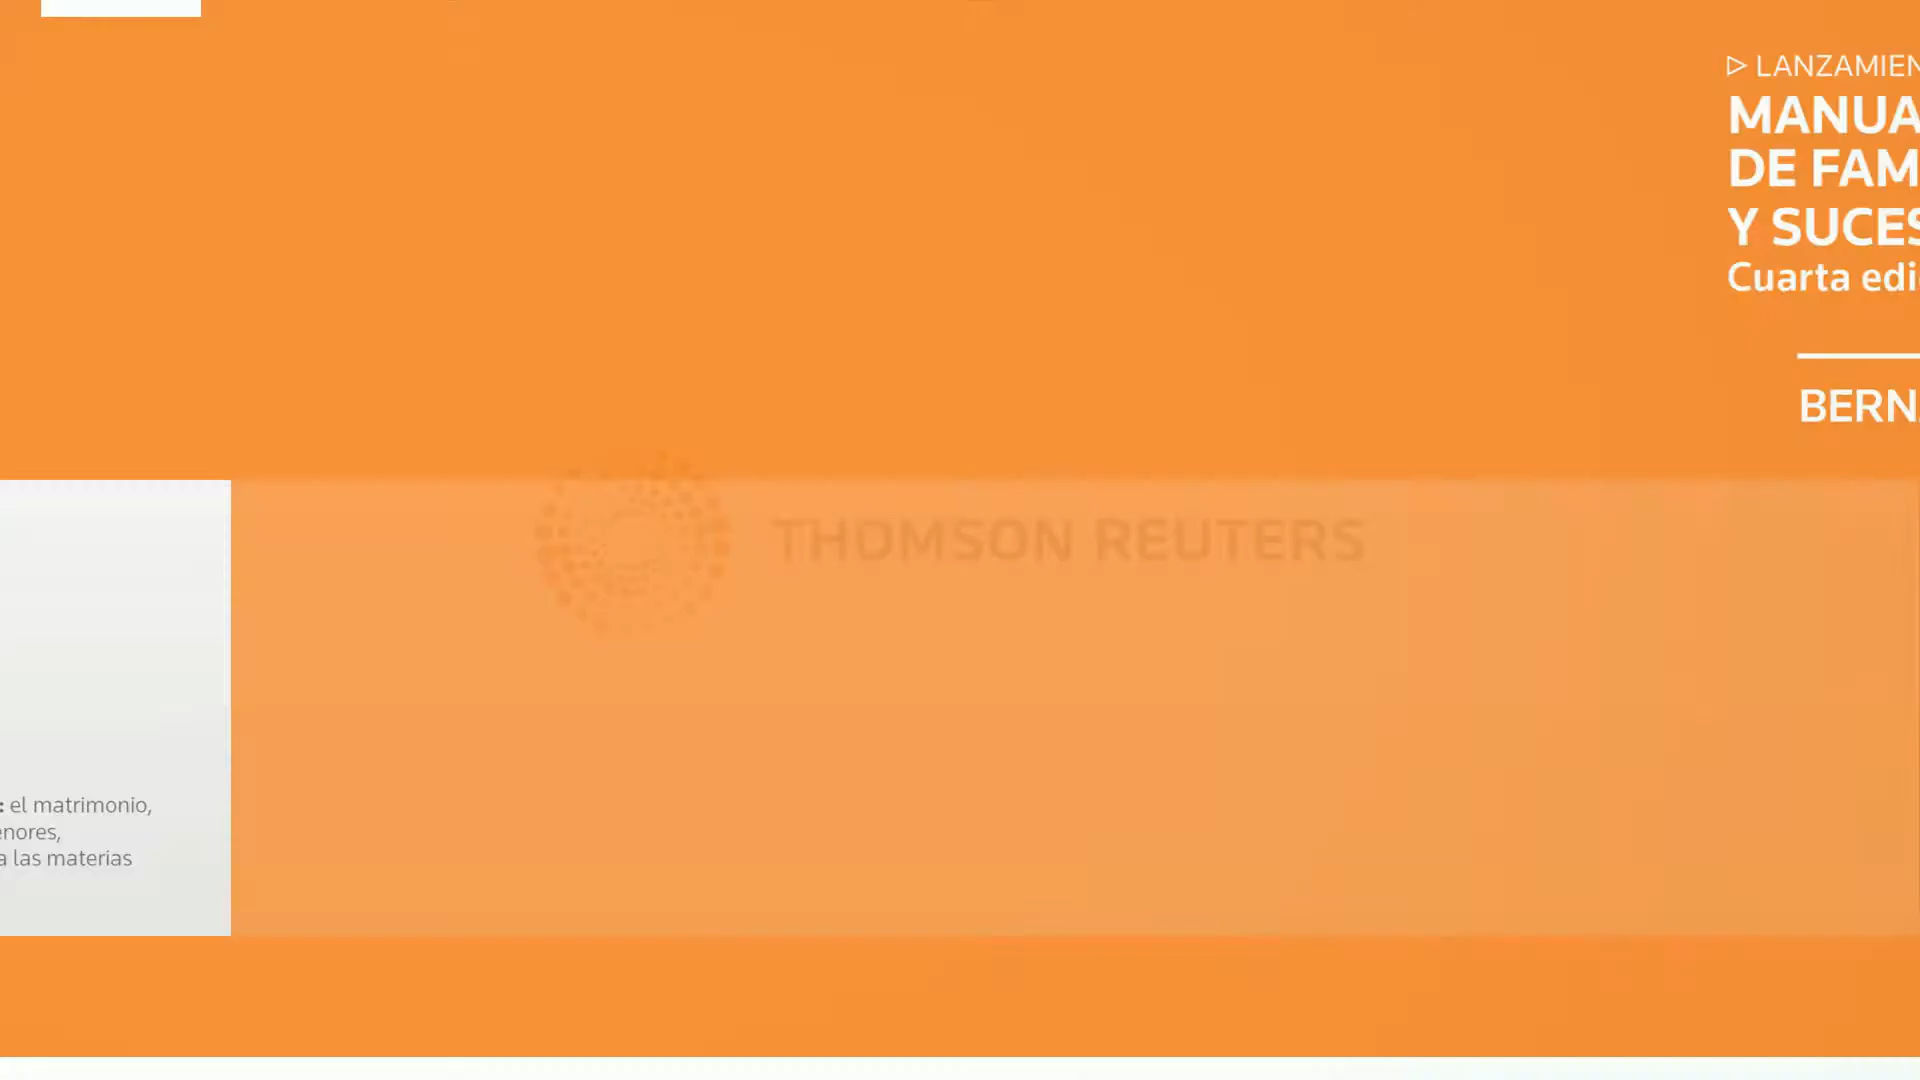 LANZAMIEN
MANUA
DE FAM
Y SUCES
Cuarta edi
BERN
THOMSON REUTERS
: el matrimonio,
enores,
a las materias